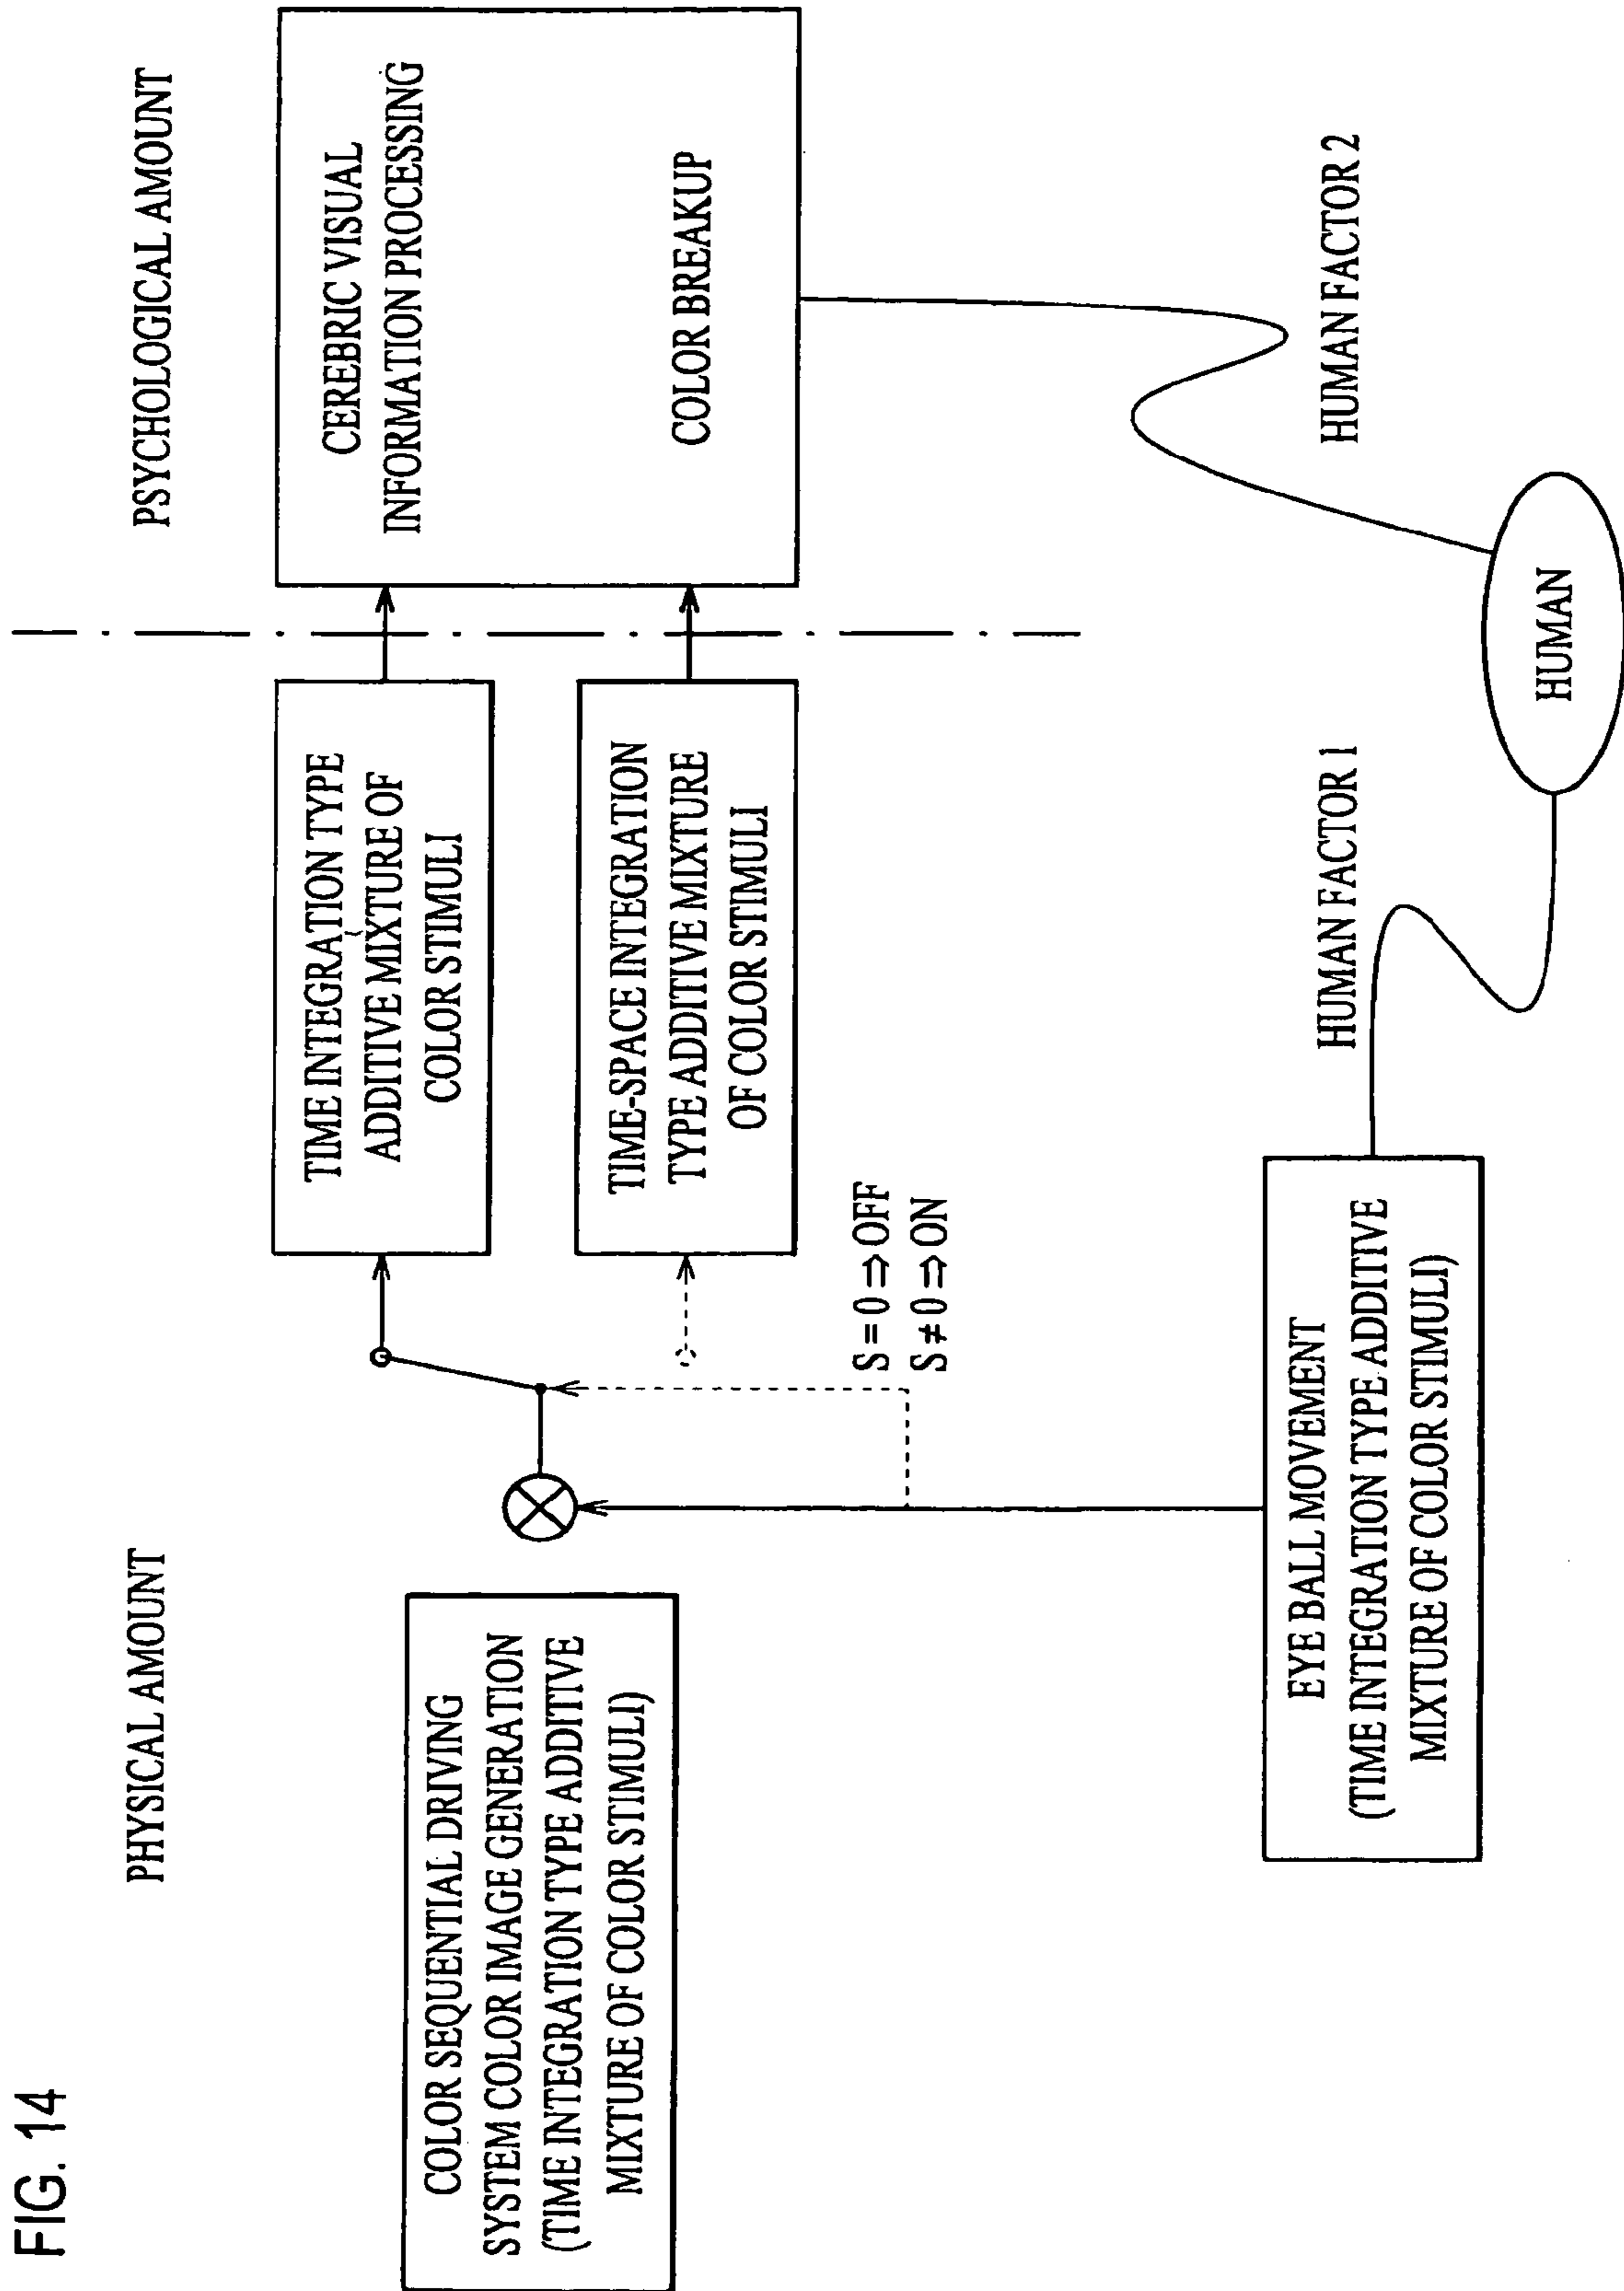 FIG. 14
PHYSICAL AMOUNT
PSYCHOLOGICAL AMOUNT
COLOR SEQUENTIAL DRIVING
SYSTEM COLOR IMAGE GENERATION
(TIME INTEGRATION TYPE ADDITIVE
MIXTURE OF COLOR STIMULI)
TIME INTEGRATION TYPE
ADDITIVE MIXTURE OF
COLOR STIMULI
TIME-SPACE INTEGRATION
TYPE ADDITIVE MIXTURE
OF COLOR STIMULI
CEREBRIC VISUAL
INFORMATION PROCESSING
COLOR BREAKUP
S = 0 ⇒ OFF
S ≠ 0 ⇒ ON
EYE BALL MOVEMENT
(TIME INTEGRATION TYPE ADDITIVE
MIXTURE OF COLOR STIMULI)
HUMAN FACTOR 1
HUMAN FACTOR 2
HUMAN